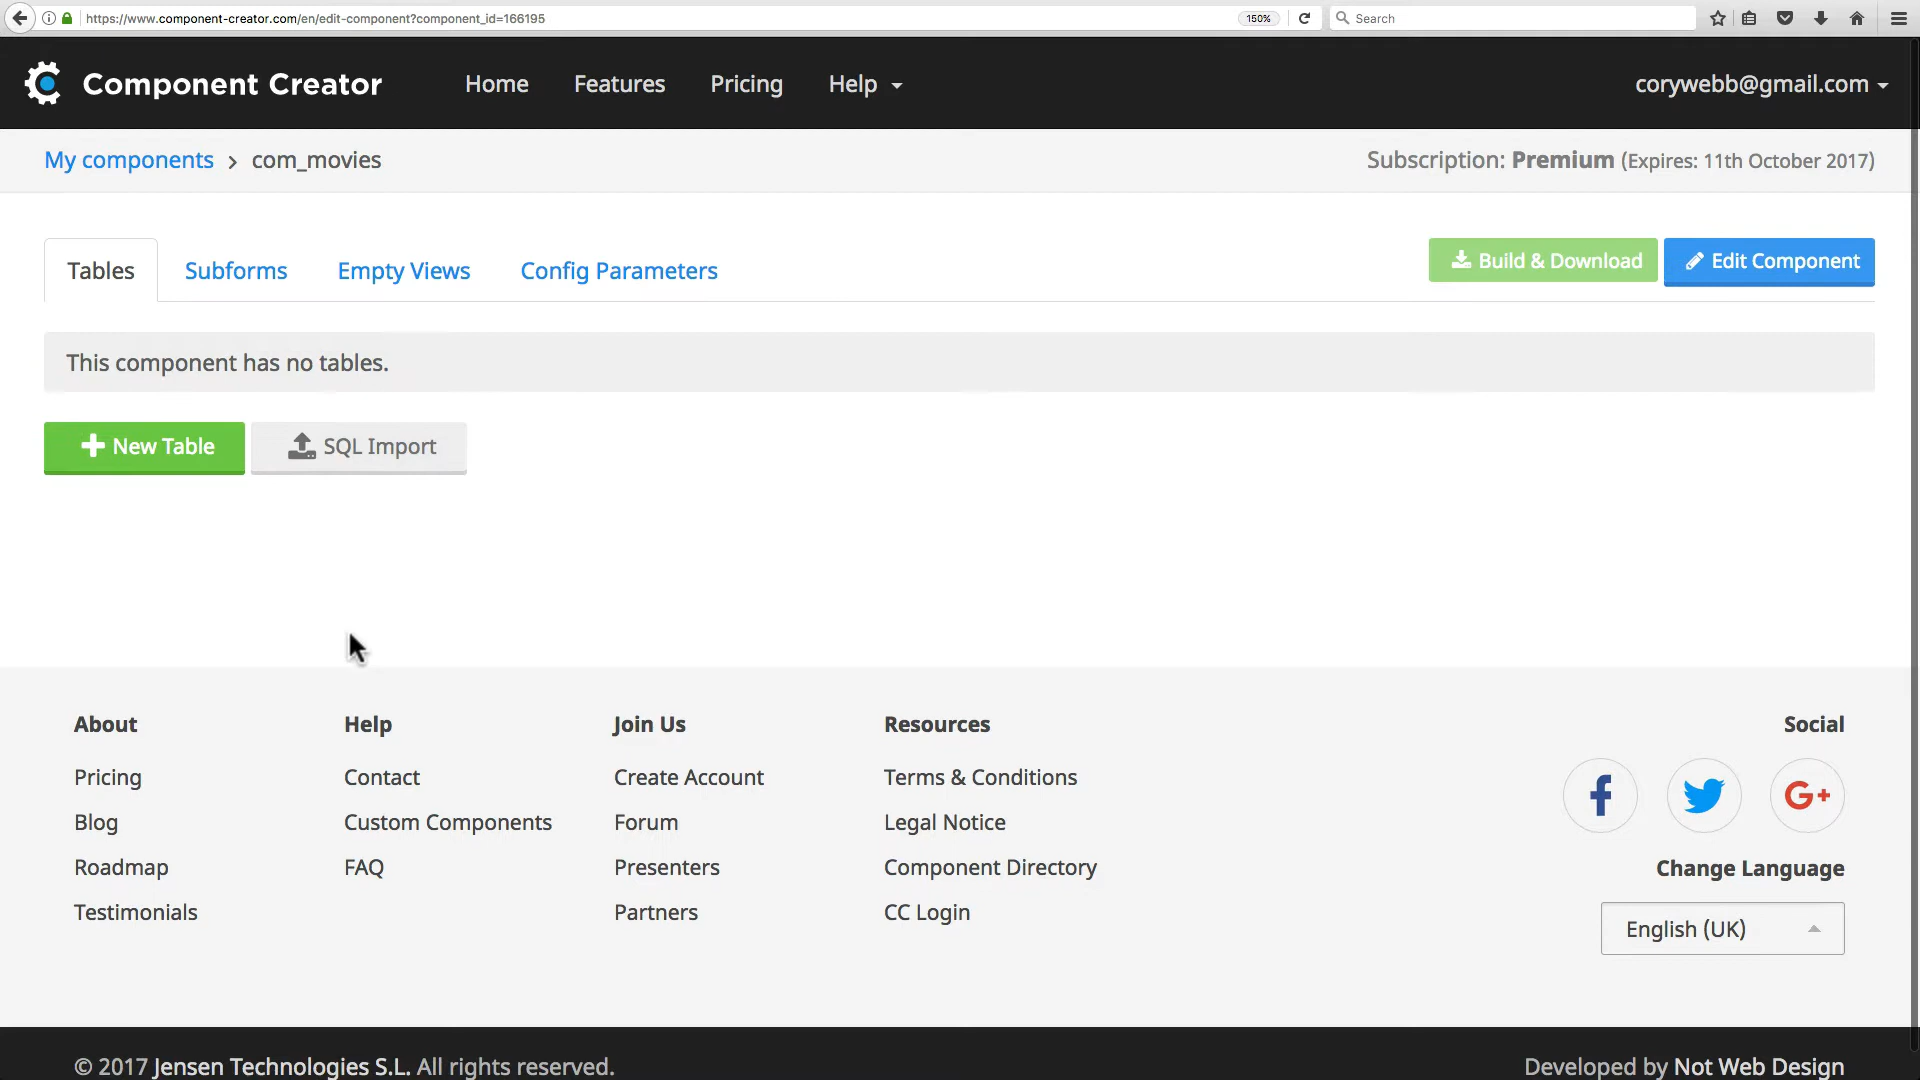 https://www.component-creator.com/en/edit-component?component_id=166195
150%
Search
Component Creator
Home
Features
Pricing
Help
corywebb@gmail.com
My components > com_movies
Subscription: Premium (Expires: 11th October 2017)
Tables
Subforms
Empty Views
Config Parameters
Build & Download
Edit Component
This component has no tables.
New Table
SQL Import
About
Pricing
Blog
Roadmap
Testimonials
Help
Contact
Custom Components
FAQ
Join Us
Create Account
Forum
Presenters
Partners
Resources
Terms & Conditions
Legal Notice
Component Directory
CC Login
Social
f
G+
Change Language
English (UK)
© 2017 Jensen Technologies S.L. All rights reserved.
Developed by Not Web Design